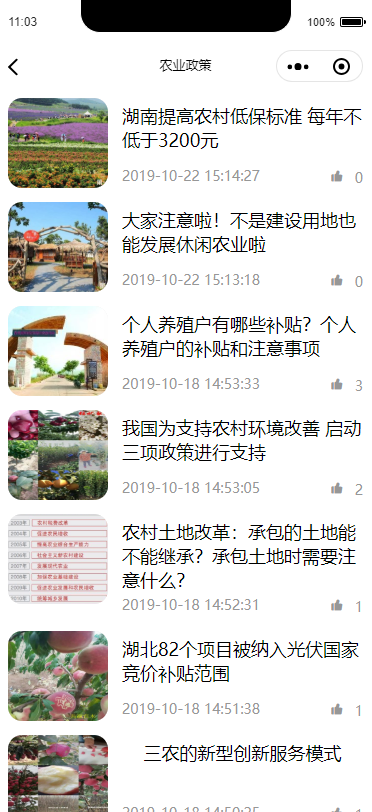 11:03
100%
农业政策
湖南提高农村低保标准 每年不
低于3200元
2019-10-22 15:14:27
0
大家注意啦！不是建设用地也
能发展休闲农业啦
2019-10-22 15:13:18
0
个人养殖户有哪些补贴？个人
养殖户的补贴和注意事项
2019-10-18 14:53:33
3
我国为支持农村环境改善 启动
三项政策进行支持
2019-10-18 14:53:05
2
农村土地改革：承包的土地能
不能继承？承包土地时需要注
意什么？
2019-10-18 14:52:31
1
湖北82个项目被纳入光伏国家
竞价补贴范围
2019-10-18 14:51:38
1
三农的新型创新服务模式